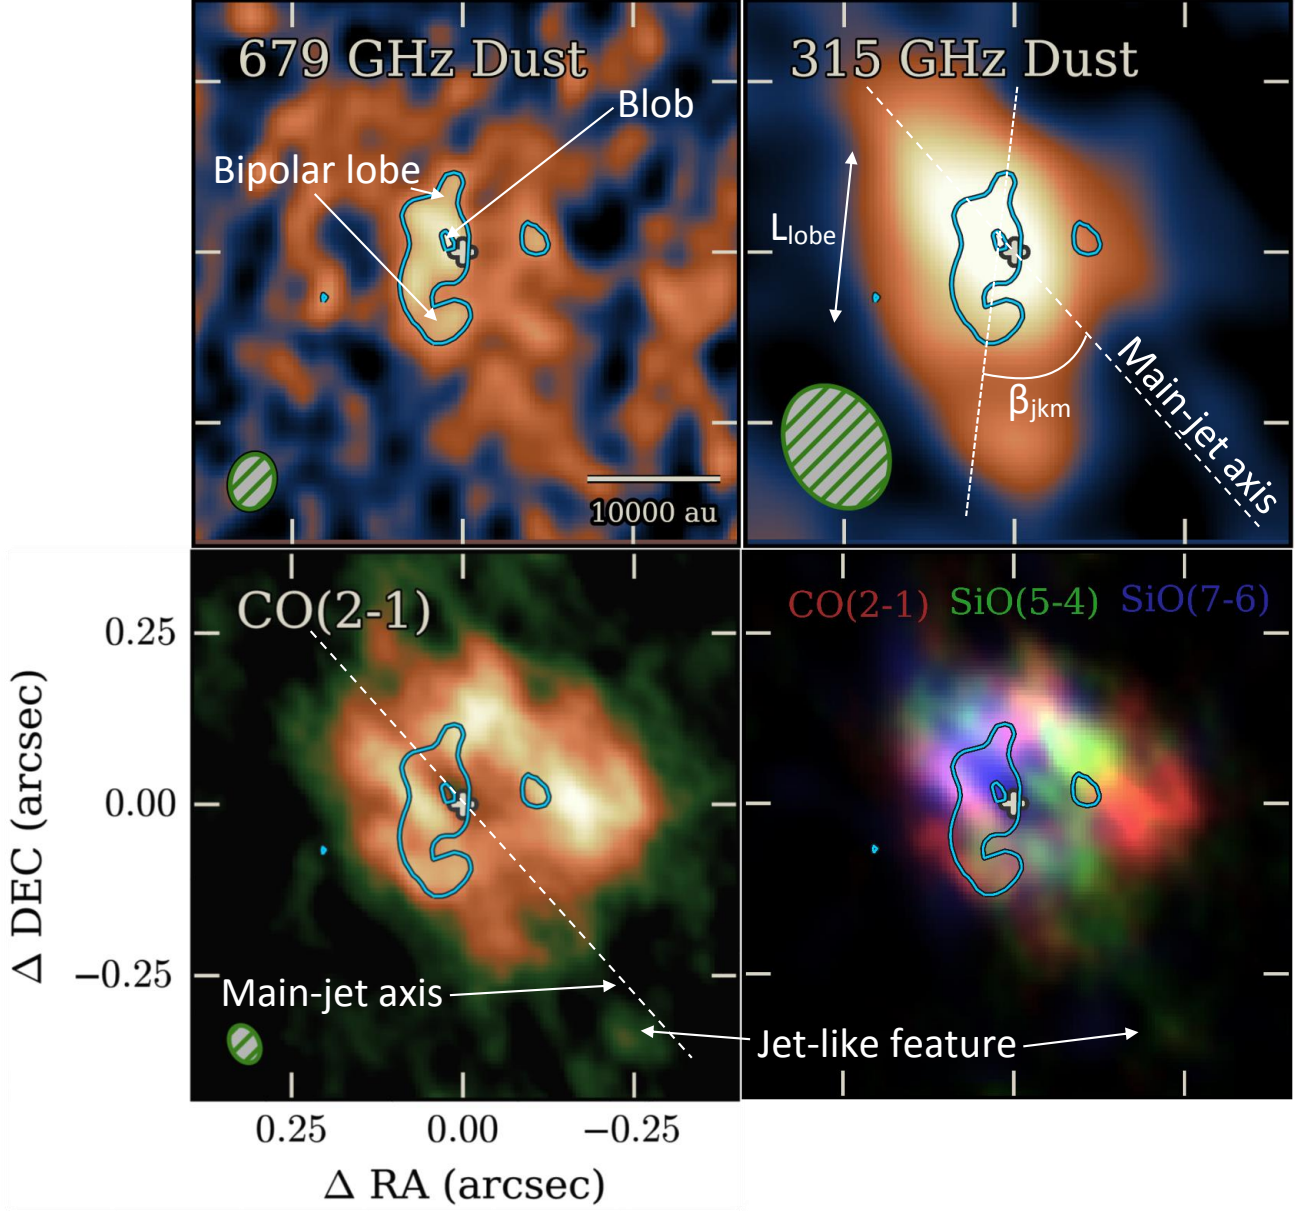 679 GHz Dust
Blob
Bipolar lobe
10000 au
315 GHz Dust
L_lobe
β_jkm
Main-jet axis
CO(2-1)
Main-jet axis
CO(2-1) SiO(5-4) SiO(7-6)
Jet-like feature
0.25
0.00
−0.25
Δ DEC (arcsec)
0.25 0.00 −0.25
Δ RA (arcsec)